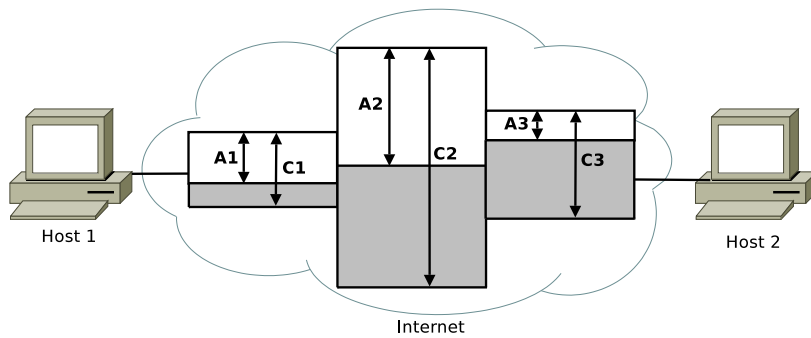 A1
C1
A2
C2
A3
C3
Host 1
Host 2
Internet